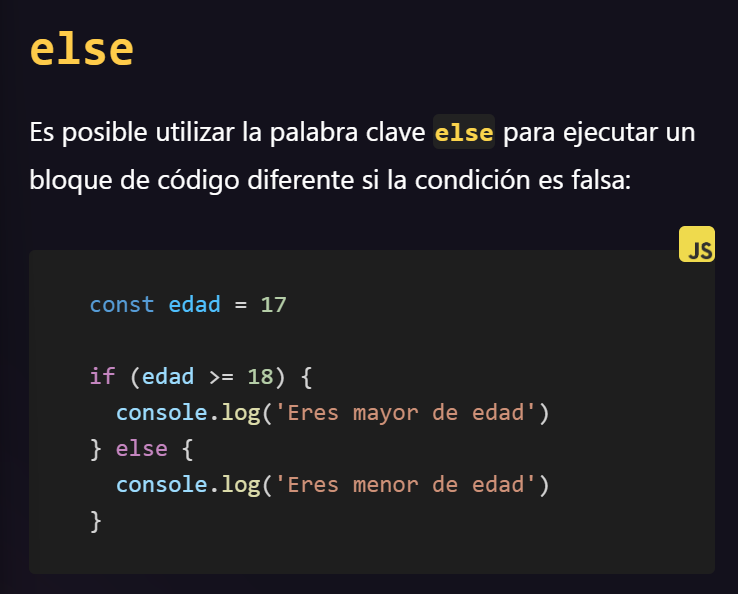 else
Es posible utilizar la palabra clave else para ejecutar un
bloque de código diferente si la condición es falsa:
JS
const edad = 17
if (edad >= 18) {
  console.log('Eres mayor de edad')
} else {
  console.log('Eres menor de edad')
}